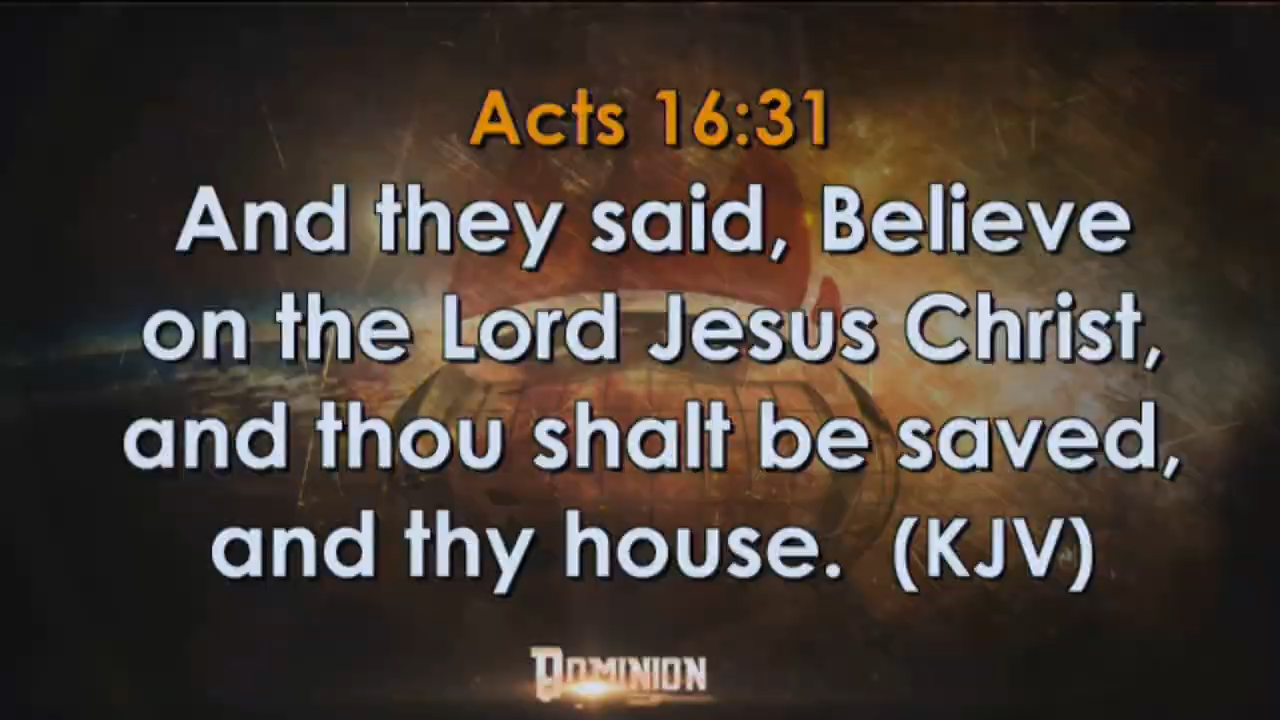 Acts 16:31
And they said, Believe
on the Lord Jesus Christ,
and thou shalt be saved,
and thy house. (KJV)
DOMINION